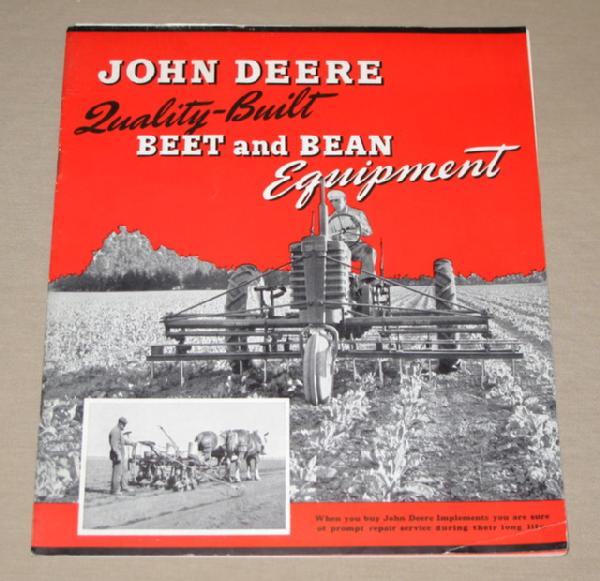 JOHN DEERE
Quality-Built
BEET and BEAN
Equipment
When you buy John Deere Implements you are sure
of prompt repair service during their long life.